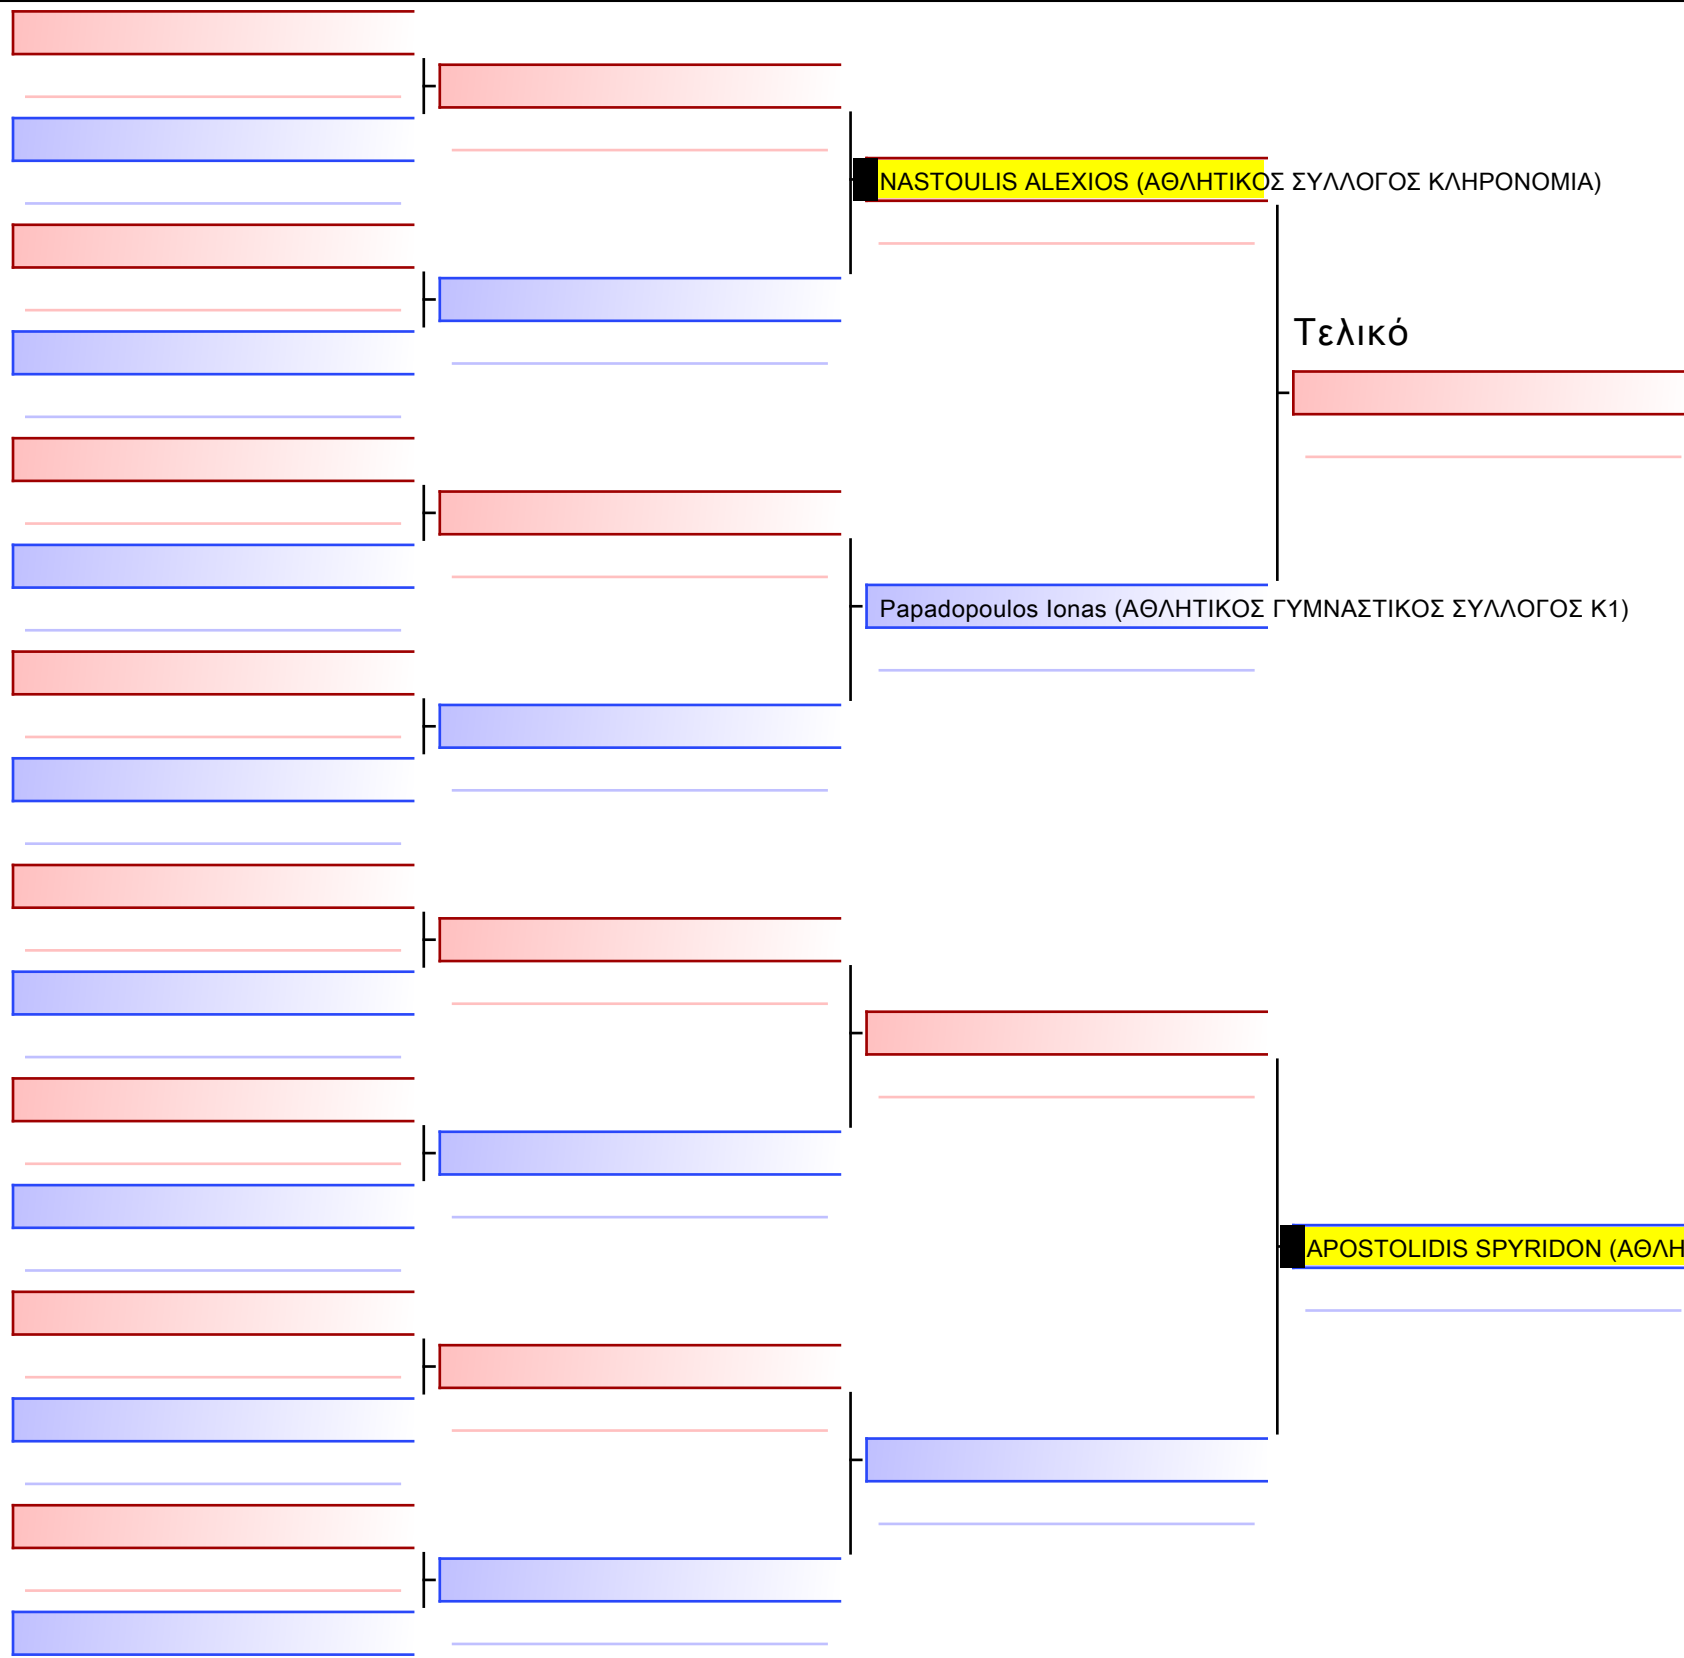 NASTOULIS ALEXIOS (ΑΘΛΗΤΙΚΟΣ ΣΥΛΛΟΓΟΣ ΚΛΗΡΟΝΟΜΙΑ)
Τελικό
Papadopoulos Ionas (ΑΘΛΗΤΙΚΟΣ ΓΥΜΝΑΣΤΙΚΟΣ ΣΥΛΛΟΓΟΣ Κ1)
APOSTOLIDIS SPYRIDON (ΑΘΛΗ